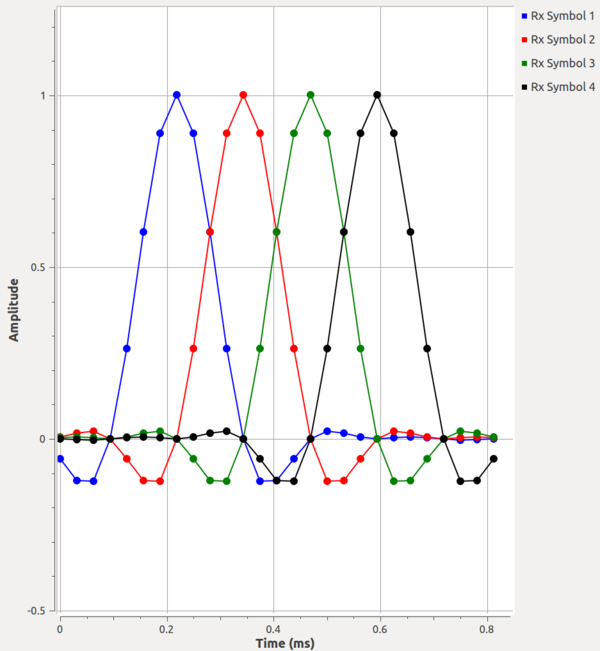 Rx Symbol 1
Rx Symbol 2
Rx Symbol 3
Rx Symbol 4
Amplitude
1
0.5
0
-0.5
0 0.2 0.4 0.6 0.8
Time (ms)